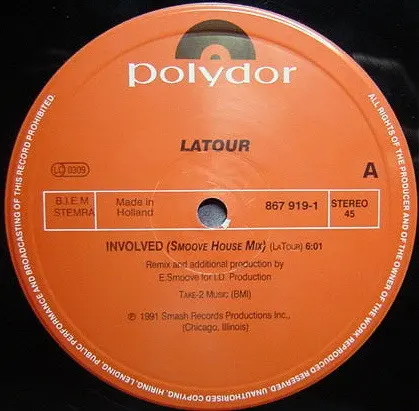 polydor
LATOUR
LC 0309
A
B.I.E.M
STEMRA
Made in
Holland
867 919-1
STEREO
45
INVOLVED (SMOOVE HOUSE MIX) (LATOUR) 6:01
Remix and additional production by
E.Smoove for I.D. Production
TAKE-2 MUSIC (BMI)
℗ 1991 Smash Records Productions Inc.,
(Chicago, Illinois)
ALL RIGHTS OF THE PRODUCER AND OF THE OWNER OF THE WORK REPRODUCED RESERVED. UNAUTHORISED COPYING, HIRING, LENDING, PUBLIC PERFORMANCE AND BROADCASTING OF THIS RECORD PROHIBITED.